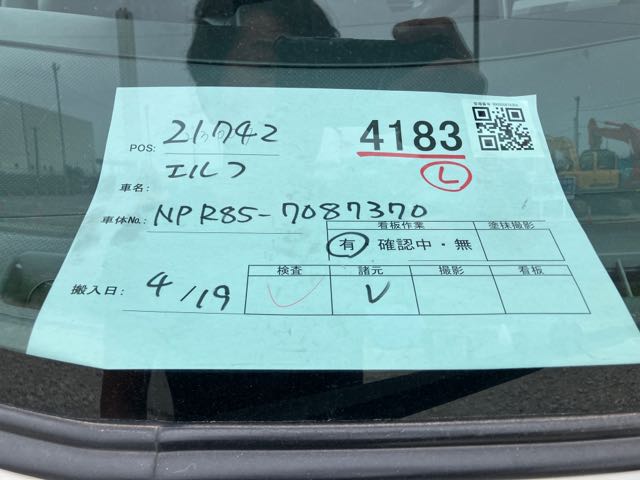 POS: 21742
4183
L
車名: エルフ
車体No.: NPR85-7087370
看板作業 塗抹撮影
有 確認中・無
搬入日: 4/19
検査 諸元 撮影 看板